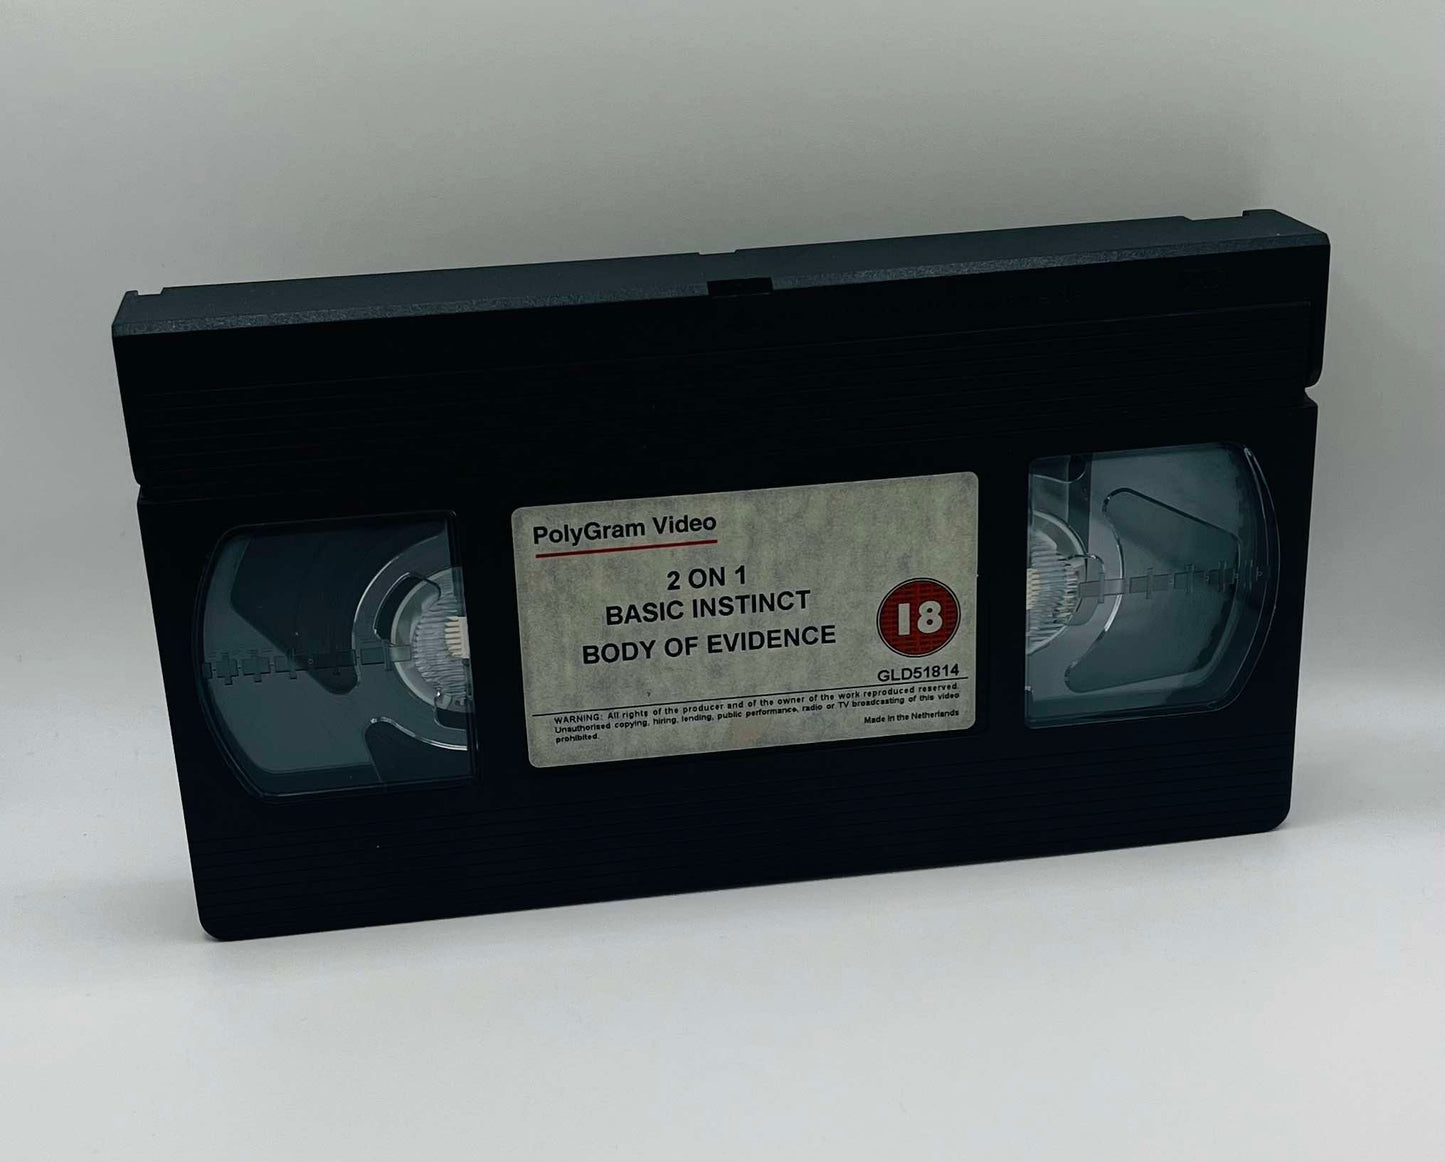 PolyGram Video
2 ON 1
BASIC INSTINCT
BODY OF EVIDENCE
18
GLD51814
WARNING: All rights of the producer and of the owner of the work reproduced reserved.
Unauthorised copying, hiring, lending, public performance, radio or TV broadcasting of this video
prohibited.
Made in the Netherlands